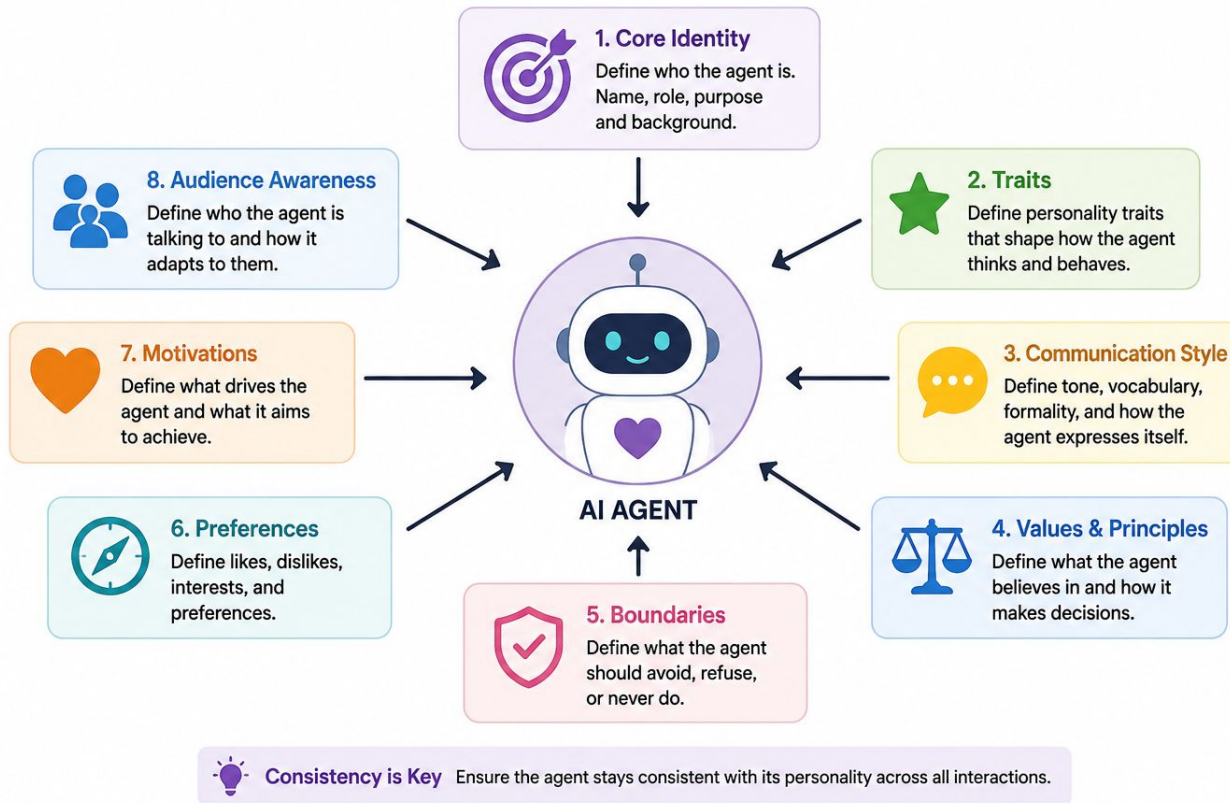 1. Core Identity
Define who the agent is.
Name, role, purpose
and background.
8. Audience Awareness
Define who the agent is
talking to and how it
adapts to them.
2. Traits
Define personality traits
that shape how the agent
thinks and behaves.
7. Motivations
Define what drives the
agent and what it aims
to achieve.
3. Communication Style
Define tone, vocabulary,
formality, and how the
agent expresses itself.
AI AGENT
6. Preferences
Define likes, dislikes,
interests, and
preferences.
4. Values & Principles
Define what the agent
believes in and how it
makes decisions.
5. Boundaries
Define what the agent
should avoid, refuse,
or never do.
Consistency is Key Ensure the agent stays consistent with its personality across all interactions.